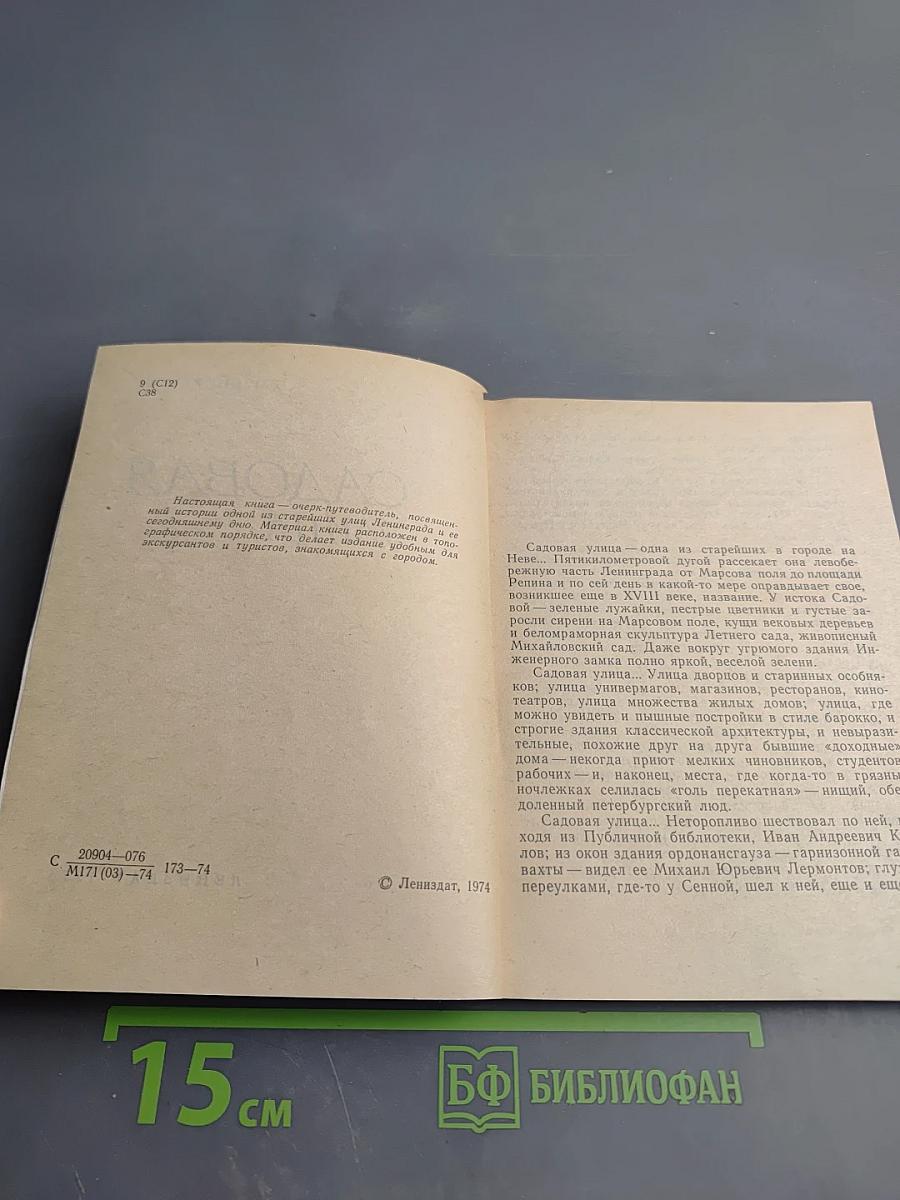 9 (С12)
С38
Настоящая книга — очерк-путеводитель, посвящен-
ный истории одной из старейших улиц Ленинграда и ее
сегодняшнему дню. Материал книги расположен в топо-
графическом порядке, что делает издание удобным для
экскурсантов и туристов, знакомящихся с городом.
С 20904—076
М171(03)—74 173—74
© Лениздат, 1974
Садовая улица — одна из старейших в городе на
Неве... Пятикилометровой дугой рассекает она левобе-
режную часть Ленинграда от Марсова поля до площади
Репина и по сей день в какой-то мере оправдывает свое,
возникшее еще в XVIII веке, название. У истока Садо-
вой — зеленые лужайки, пестрые цветники и густые за-
росли сирени на Марсовом поле, кущи вековых деревьев
и беломраморная скульптура Летнего сада, живописный
Михайловский сад. Даже вокруг угрюмого здания Ин-
женерного замка полно яркой, веселой зелени.
Садовая улица... Улица дворцов и старинных особня-
ков; улица универмагов, магазинов, ресторанов, кино-
театров, улица множества жилых домов; улица, где
можно увидеть и пышные постройки в стиле барокко, и
строгие здания классической архитектуры, и невырази-
тельные, похожие друг на друга бывшие «доходные»
дома — некогда приют мелких чиновников, студентов
рабочих — и, наконец, места, где когда-то в грязны
ночлежках селилась «голь перекатная» — нищий, обе
доленный петербургский люд.
Садовая улица... Неторопливо шествовал по ней,
ходя из Публичной библиотеки, Иван Андреевич К
лов; из окон здания ордонансгауза — гарнизонной га
вахты — видел ее Михаил Юрьевич Лермонтов; глу
переулками, где-то у Сенной, шел к ней, еще и ещ
15 см
БФ БИБЛИОФАН